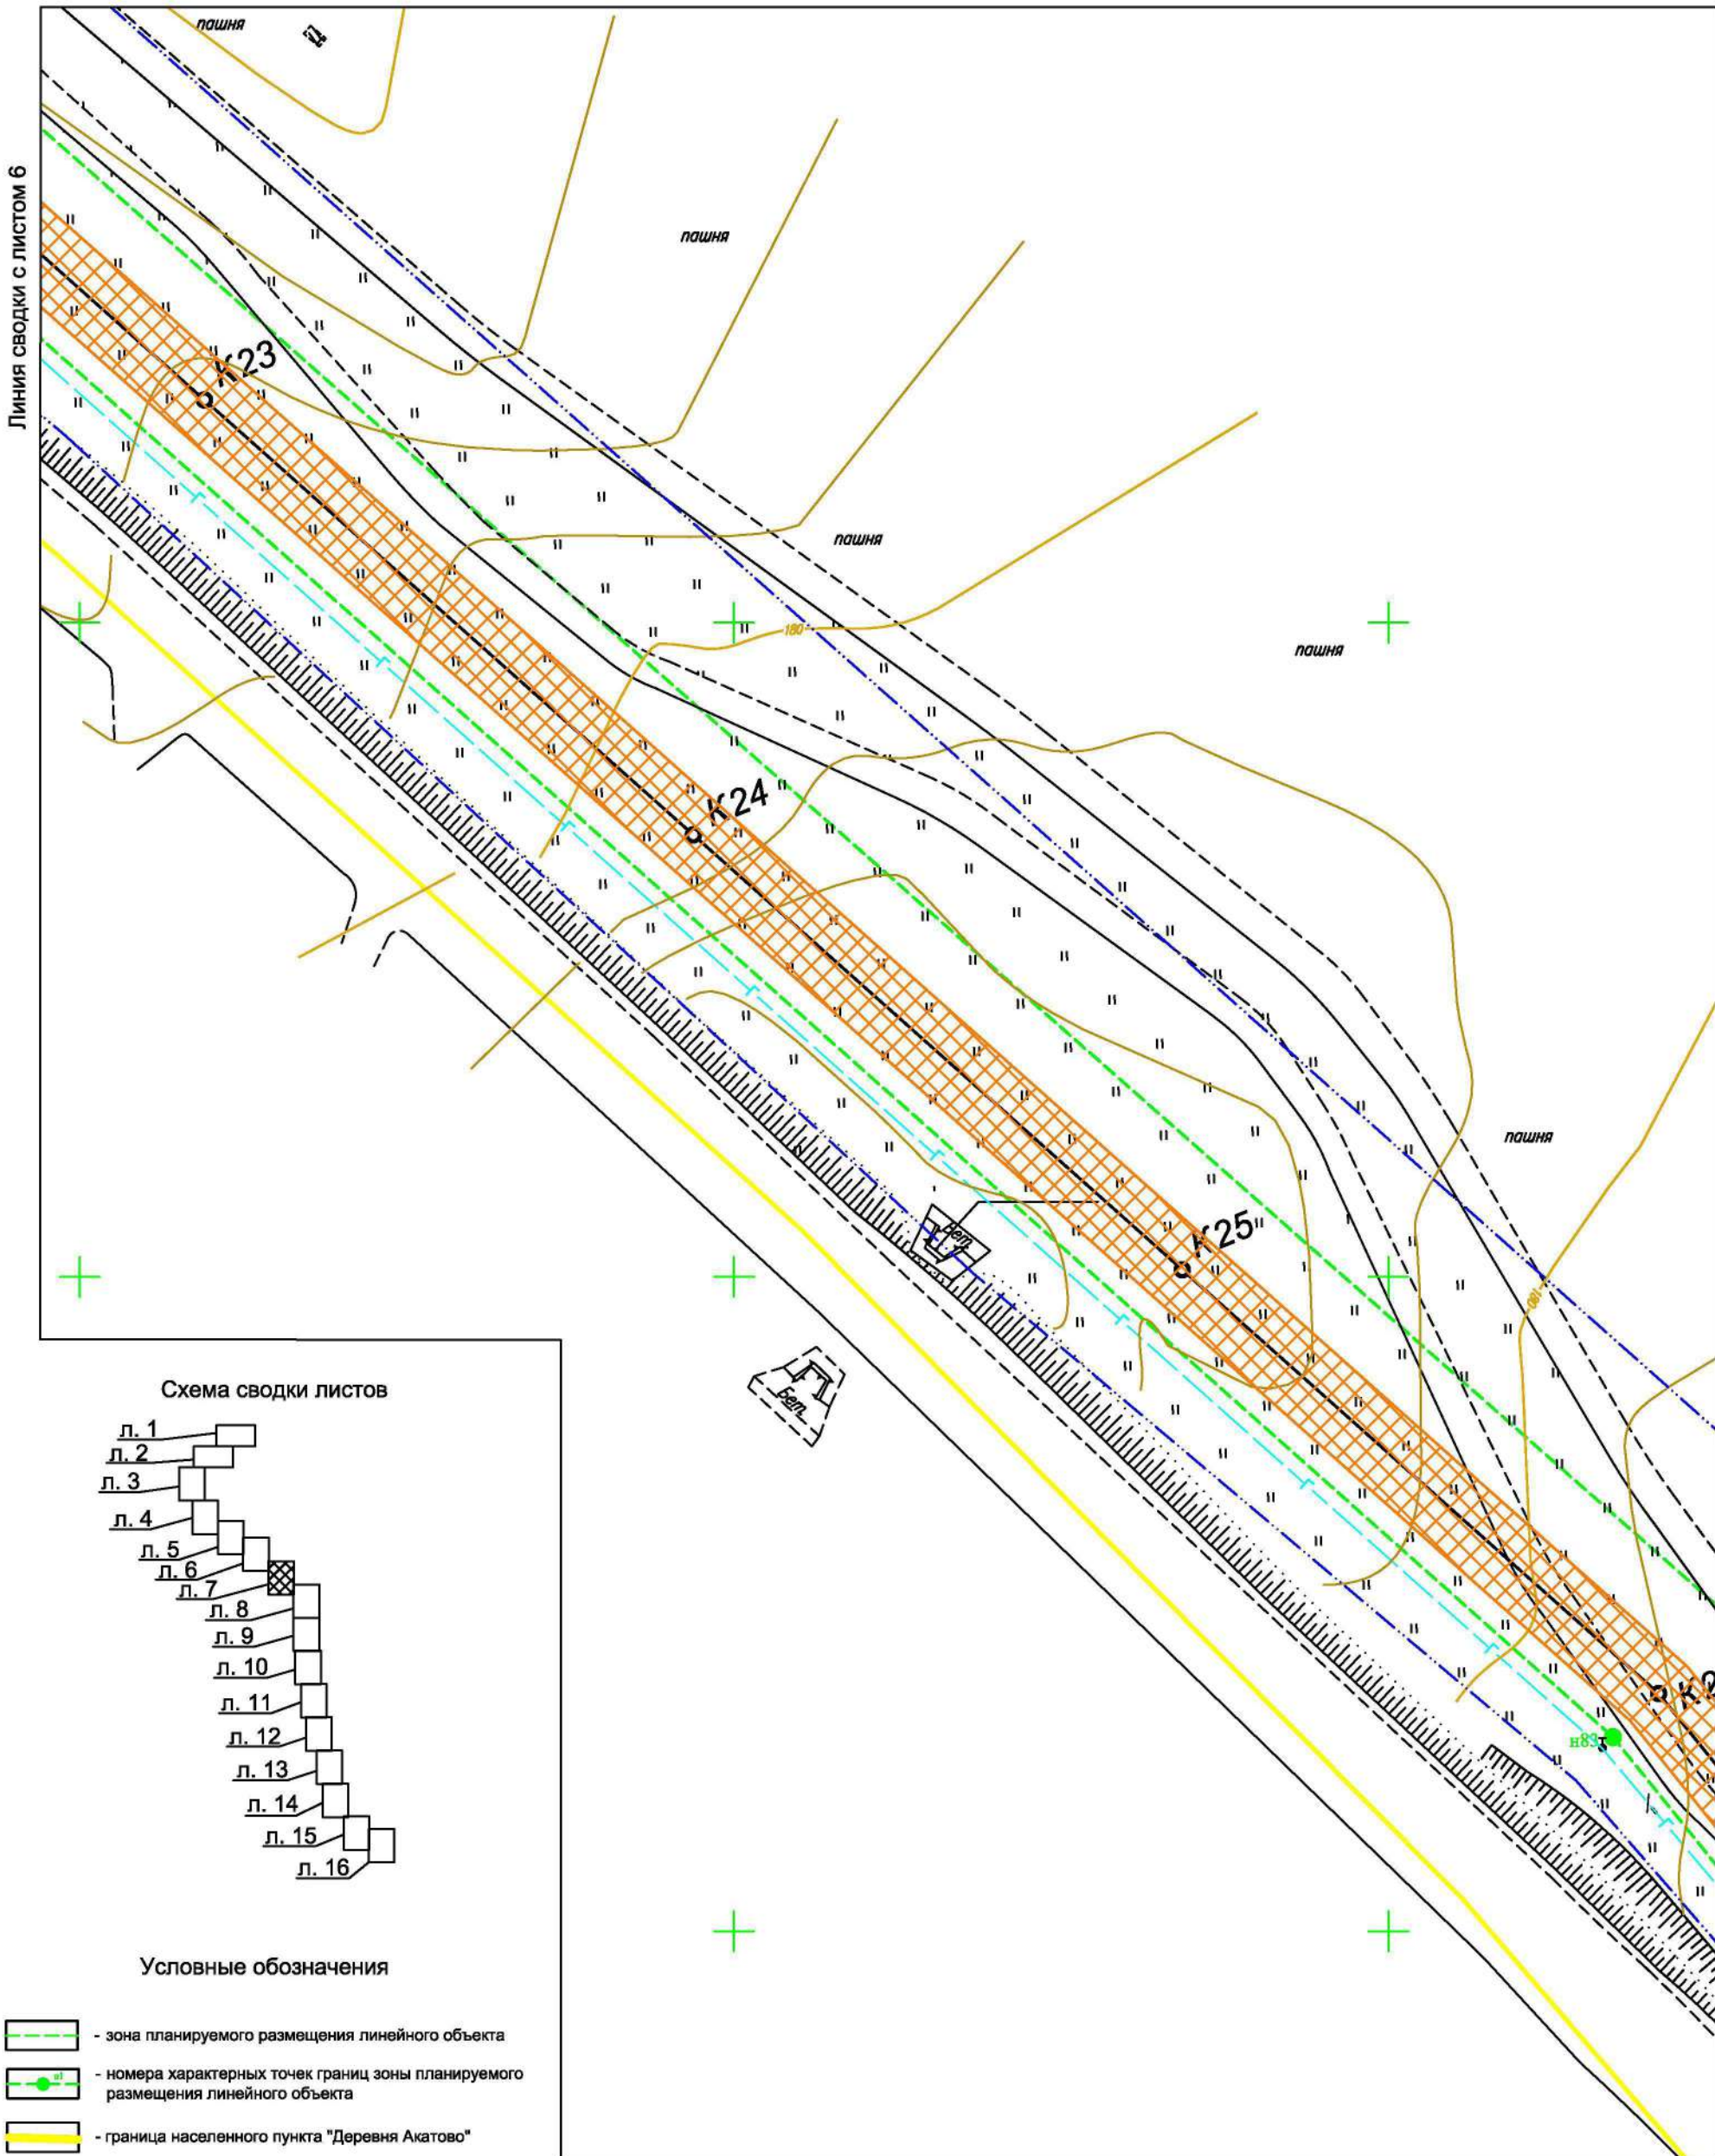 пашня
Линия сводки с листом 6
пашня
К23
пашня
180
пашня
К24
пашня
Бет.
К25
180
Бет.
н83
Схема сводки листов
л. 1
л. 2
л. 3
л. 4
л. 5
л. 6
л. 7
л. 8
л. 9
л. 10
л. 11
л. 12
л. 13
л. 14
л. 15
л. 16
Условные обозначения
- зона планируемого размещения линейного объекта
- номера характерных точек границ зоны планируемого
размещения линейного объекта
- граница населенного пункта "Деревня Акатово"